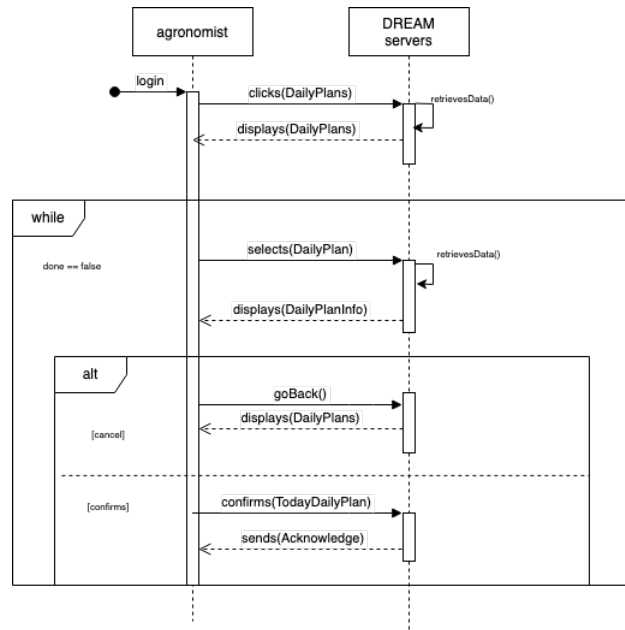 agronomist
DREAM
servers
login
clicks(DailyPlans)
retrievesData()
displays(DailyPlans)
while
done == false
selects(DailyPlan)
retrievesData()
displays(DailyPlanInfo)
alt
goBack()
displays(DailyPlans)
[cancel]
[confirms]
confirms(TodayDailyPlan)
sends(Acknowledge)